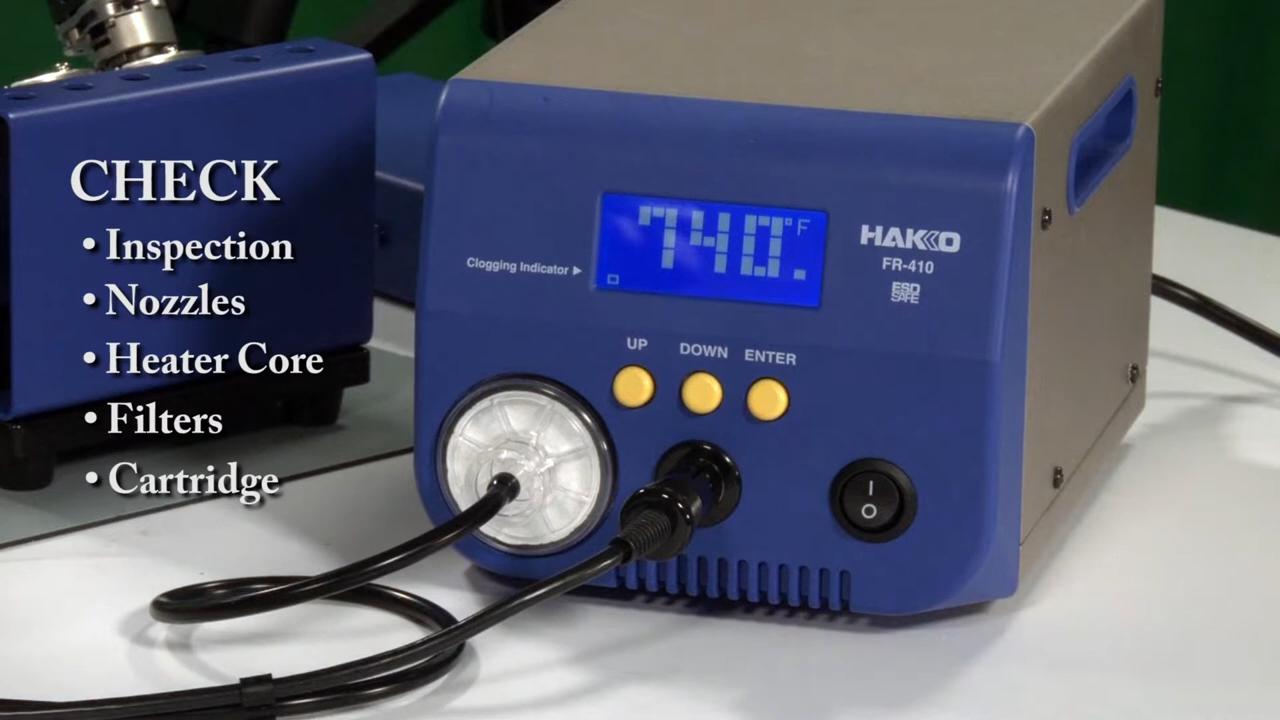 CHECK
• Inspection
• Nozzles
• Heater Core
• Filters
• Cartridge
740.°F
Clogging Indicator ▶
HAKKO
FR-410
ESD
SAFE
UP DOWN ENTER
I
O